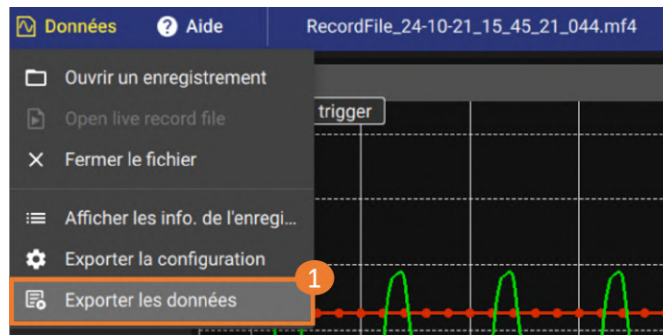 Données Aide RecordFile_24-10-21_15_45_21_044.mf4
Ouvrir un enregistrement
Open live record file
trigger
Fermer le fichier
Afficher les info. de l'enregi...
Exporter la configuration
1
Exporter les données